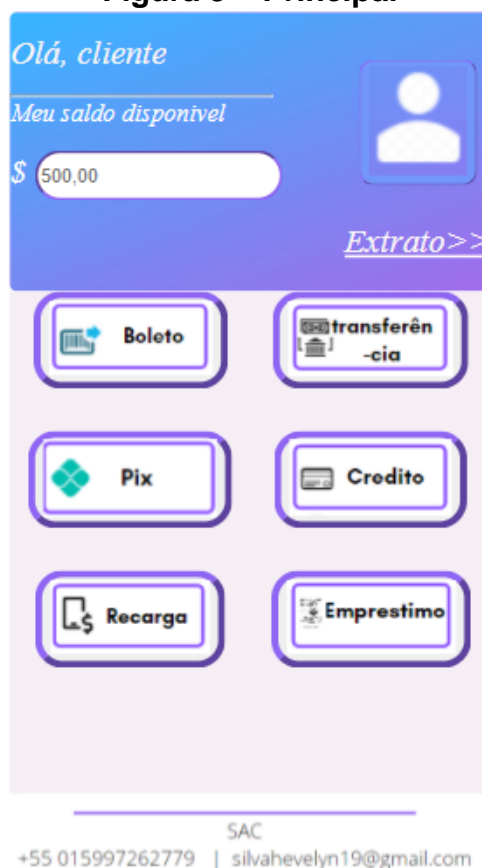 Olá, cliente
Meu saldo disponivel
$ 500,00
Extrato>>
Boleto
transferên
-cia
Pix
Credito
Recarga
Emprestimo
SAC
+55 015997262779 | silvahevelyn19@gmail.com